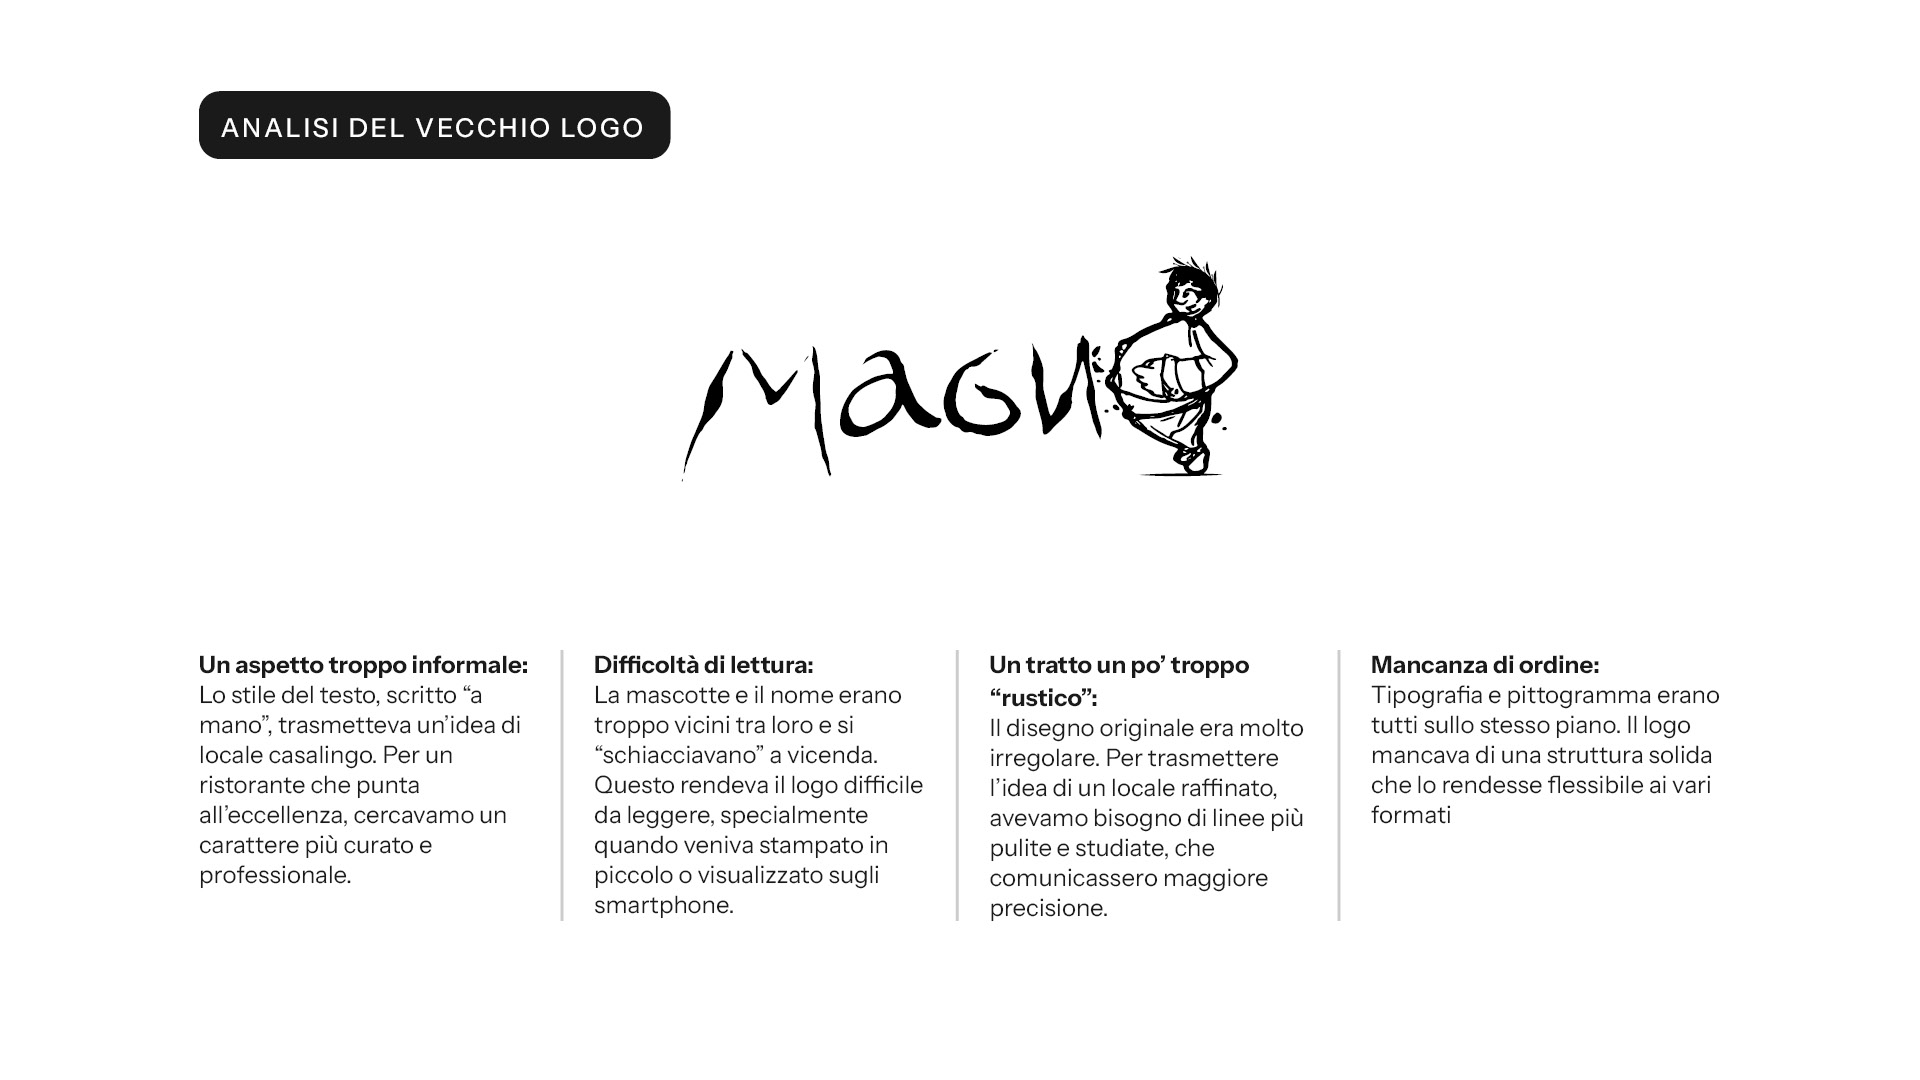 ANALISI DEL VECCHIO LOGO
Magu
Un aspetto troppo informale:
Lo stile del testo, scritto “a
mano”, trasmetteva un’idea di
locale casalingo. Per un
ristorante che punta
all’eccellenza, cercavamo un
carattere più curato e
professionale.
Difficoltà di lettura:
La mascotte e il nome erano
troppo vicini tra loro e si
“schiacciavano” a vicenda.
Questo rendeva il logo difficile
da leggere, specialmente
quando veniva stampato in
piccolo o visualizzato sugli
smartphone.
Un tratto un po’ troppo
“rustico”:
Il disegno originale era molto
irregolare. Per trasmettere
l’idea di un locale raffinato,
avevamo bisogno di linee più
pulite e studiate, che
comunicassero maggiore
precisione.
Mancanza di ordine:
Tipografia e pittogramma erano
tutti sullo stesso piano. Il logo
mancava di una struttura solida
che lo rendesse flessibile ai vari
formati